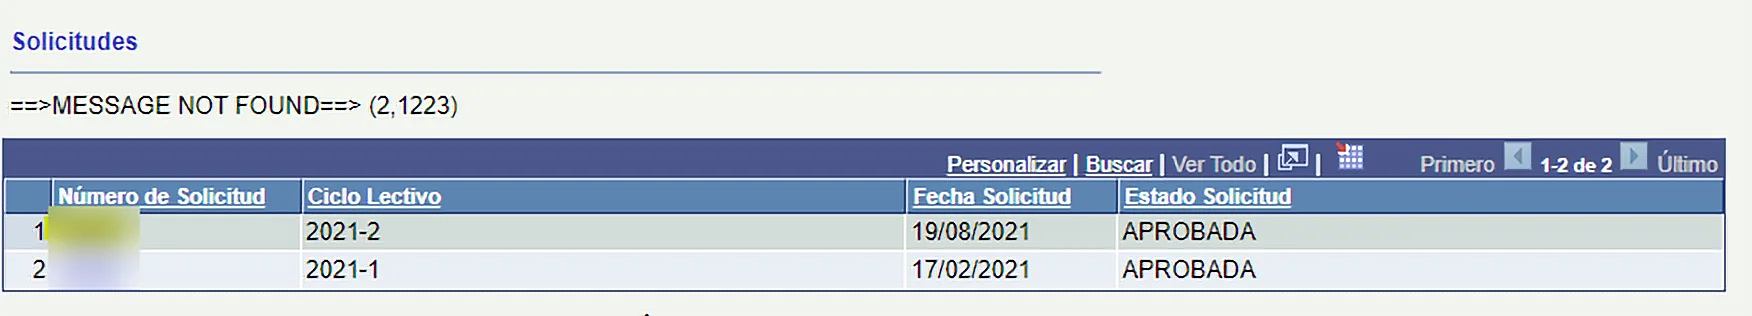 Solicitudes
==>MESSAGE NOT FOUND==> (2,1223)
Personalizar | Buscar | Ver Todo | | Primero 1-2 de 2 Último
Número de Solicitud Ciclo Lectivo Fecha Solicitud Estado Solicitud
1 2021-2 19/08/2021 APROBADA
2 2021-1 17/02/2021 APROBADA